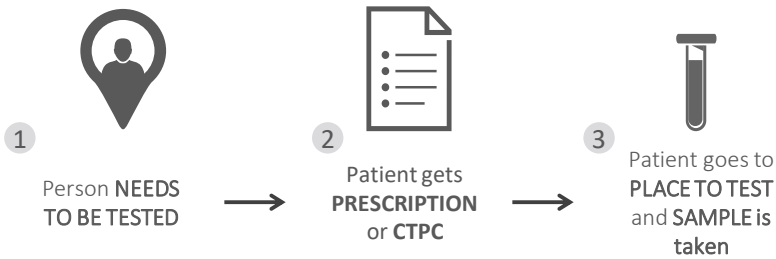 1
Person NEEDS
TO BE TESTED
2
Patient gets
PRESCRIPTION
or CTPC
3
Patient goes to
PLACE TO TEST
and SAMPLE is
taken